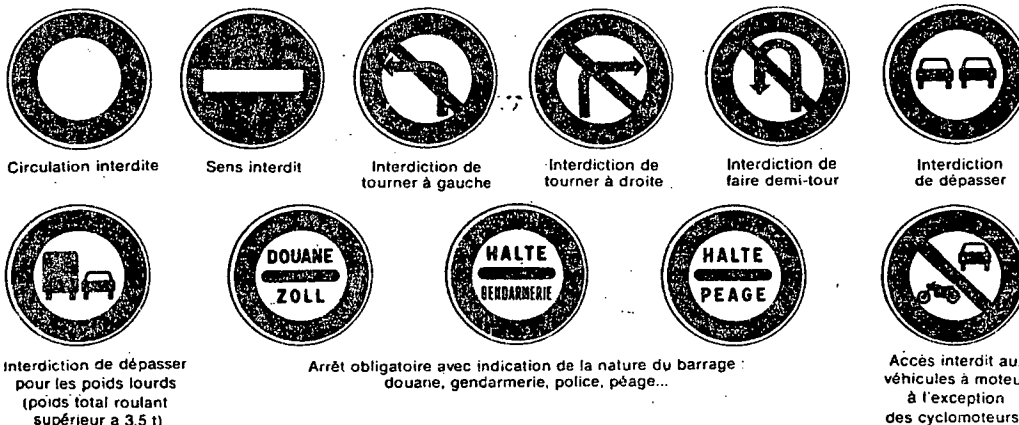 Circulation interdite
Sens interdit
Interdiction de
tourner à gauche
Interdiction de
tourner à droite
Interdiction de
faire demi-tour
Interdiction
de dépasser
DOUANE
ZOLL
HALTE
GENDARMERIE
HALTE
PEAGE
Interdiction de dépasser
pour les poids lourds
(poids total roulant
supérieur a 3,5 t)
Arrêt obligatoire avec indication de la nature du barrage :
douane, gendarmerie, police, péage...
Accès interdit au
véhicules à moteu
à l'exception
des cyclomoteurs